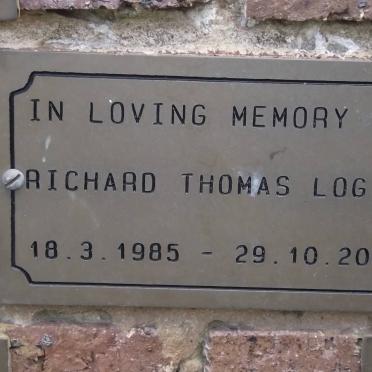 IN LOVING MEMORY
RICHARD THOMAS LOG
18.3.1985 - 29.10.20